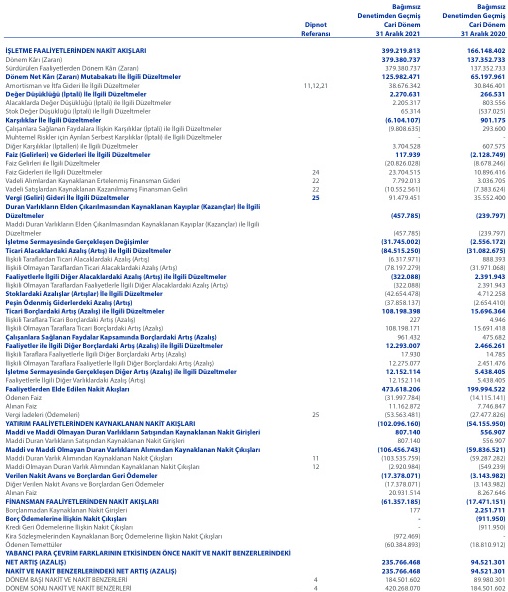 Bağımsız Bağımsız
Denetimden Geçmiş Denetimden Geçmiş
Dipnot Cari Dönem Cari Dönem
Referansı 31 Aralık 2021 31 Aralık 2020
İŞLETME FAALİYETLERİNDEN NAKİT AKIŞLARI 399.219.813 166.148.402
Dönem Kârı (Zararı) 379.380.737 137.352.733
Sürdürülen Faaliyetlerden Dönem Kârı (Zararı) 379.380.737 137.352.733
Dönem Net Kârı (Zararı) Mutabakatı İle İlgili Düzeltmeler 125.982.471 65.197.961
Amortisman ve İtfa Gideri İle İlgili Düzeltmeler 11,12,21 38.676.342 30.846.401
Değer Düşüklüğü (İptali) İle İlgili Düzeltmeler 2.270.631 266.531
Alacaklarda Değer Düşüklüğü (İptali) ile İlgili Düzeltmeler 2.205.317 803.556
Stok Değer Düşüklüğü (İptali) ile İlgili Düzeltmeler 65.314 (537.025)
Karşılıklar İle İlgili Düzeltmeler (6.104.107) 901.175
Çalışanlara Sağlanan Faydalara İlişkin Karşılıklar (İptali) ile İlgili Düzeltmeler (9.808.635) 293.600
Muhtemel Riskler için Ayrılan Serbest Karşılıklar (İptali) ile İlgili Düzeltmeler - -
Diğer Karşılıklar (İptalleri) ile İlgili Düzeltmeler 3.704.528 607.575
Faiz (Gelirleri) ve Giderleri İle İlgili Düzeltmeler 117.939 (2.128.749)
Faiz Gelirleri ile İlgili Düzeltmeler (20.826.028) (8.678.246)
Faiz Giderleri ile İlgili Düzeltmeler 24 23.704.515 10.896.416
Vadeli Alımlardan Kaynaklanan Ertelenmiş Finansman Gideri 22 7.792.013 3.036.705
Vadeli Satışlardan Kaynaklanan Kazanılmamış Finansman Geliri 22 (10.552.561) (7.383.624)
Vergi (Geliri) Gideri İle İlgili Düzeltmeler 25 91.479.451 35.552.400
Duran Varlıkların Elden Çıkarılmasından Kaynaklanan Kayıplar (Kazançlar) İle İlgili
Düzeltmeler (457.785) (239.797)
Maddi Duran Varlıkların Elden Çıkarılmasından Kaynaklanan Kayıplar (Kazançlar) ile İlgili
Düzeltmeler (457.785) (239.797)
İşletme Sermayesinde Gerçekleşen Değişimler (31.745.002) (2.556.172)
Ticari Alacaklardaki Azalış (Artış) İle İlgili Düzeltmeler (84.515.250) (31.082.675)
İlişkili Taraflardan Ticari Alacaklardaki Azalış (Artış) (6.317.971) 888.393
İlişkili Olmayan Taraflardan Ticari Alacaklardaki Azalış (Artış) (78.197.279) (31.971.068)
Faaliyetlerle İlgili Diğer Alacaklardaki Azalış (Artış) İle İlgili Düzeltmeler (322.088) 2.391.943
İlişkili Olmayan Taraflardan Faaliyetlerle İlgili Diğer Alacaklardaki Azalış (Artış) (322.088) 2.391.943
Stoklardaki Azalışlar (Artışlar) İle İlgili Düzeltmeler (42.654.478) 4.712.258
Peşin Ödenmiş Giderlerdeki Azalış (Artış) (37.858.137) (2.654.410)
Ticari Borçlardaki Artış (Azalış) ile İlgili Düzeltmeler 108.198.398 15.696.364
İlişkili Taraflara Ticari Borçlardaki Artış (Azalış) 227 4.946
İlişkili Olmayan Taraflara Ticari Borçlardaki Artış (Azalış) 108.198.171 15.691.418
Çalışanlara Sağlanan Faydalar Kapsamında Borçlardaki Artış (Azalış) 961.432 475.682
Faaliyetler ile İlgili Diğer Borçlardaki Artış (Azalış) ile İlgili Düzeltmeler 12.293.007 2.466.261
İlişkili Taraflara Faaliyetlerle İlgili Diğer Borçlardaki Artış (Azalış) 17.930 14.785
İlişkili Olmayan Taraflara Faaliyetlerle İlgili Diğer Borçlardaki Artış (Azalış) 12.275.077 2.451.476
İşletme Sermayesinde Gerçekleşen Diğer Artış (Azalış) ile İlgili Düzeltmeler 12.152.114 5.438.405
Faaliyetlerle İlgili Diğer Varlıklardaki Azalış (Artış) 12.152.114 5.438.405
Faaliyetlerden Elde Edilen Nakit Akışları 473.618.206 199.994.522
Ödenen Faiz (31.997.784) (14.115.141)
Alınan Faiz 11.162.872 7.746.847
Vergi İadeleri (Ödemeleri) 25 (53.563.481) (27.477.826)
YATIRIM FAALİYETLERİNDEN KAYNAKLANAN NAKİT AKIŞLARI (102.096.160) (54.155.950)
Maddi ve Maddi Olmayan Duran Varlıkların Satışından Kaynaklanan Nakit Girişleri 807.140 556.907
Maddi Duran Varlıkların Satışından Kaynaklanan Nakit Girişleri 807.140 556.907
Maddi ve Maddi Olmayan Duran Varlıkların Alımından Kaynaklanan Nakit Çıkışları (106.456.743) (59.836.521)
Maddi Duran Varlık Alımından Kaynaklanan Nakit Çıkışları 11 (103.535.759) (59.287.282)
Maddi Olmayan Duran Varlık Alımından Kaynaklanan Nakit Çıkışları 12 (2.920.984) (549.239)
Verilen Nakit Avans ve Borçlardan Geri Ödemeler (17.378.071) (3.143.982)
Diğer Verilen Nakit Avans ve Borçlardan Geri Ödemeler (17.378.071) (3.143.982)
Alınan Faiz 20.931.514 8.267.646
FİNANSMAN FAALİYETLERİNDEN NAKİT AKIŞLARI (61.357.185) (17.471.151)
Borçlanmadan Kaynaklanan Nakit Girişleri 177 2.251.711
Borç Ödemelerine İlişkin Nakit Çıkışları - (911.950)
Kredi Geri Ödemelerine İlişkin Nakit Çıkışları - (911.950)
Kira Sözleşmelerinden Kaynaklanan Borç Ödemelerine İlişkin Nakit Çıkışları (972.469) -
Ödenen Temettüler (60.384.893) (18.810.912)
YABANCI PARA ÇEVRİM FARKLARININ ETKİSİNDEN ÖNCE NAKİT VE NAKİT BENZERLERİNDEKİ
NET ARTIŞ (AZALIŞ) 235.766.468 94.521.301
NAKİT VE NAKİT BENZERLERİNDEKİ NET ARTIŞ (AZALIŞ) 235.766.468 94.521.301
DÖNEM BAŞI NAKİT VE NAKİT BENZERLERİ 4 184.501.602 89.980.301
DÖNEM SONU NAKİT VE NAKİT BENZERLERİ 4 420.268.070 184.501.602